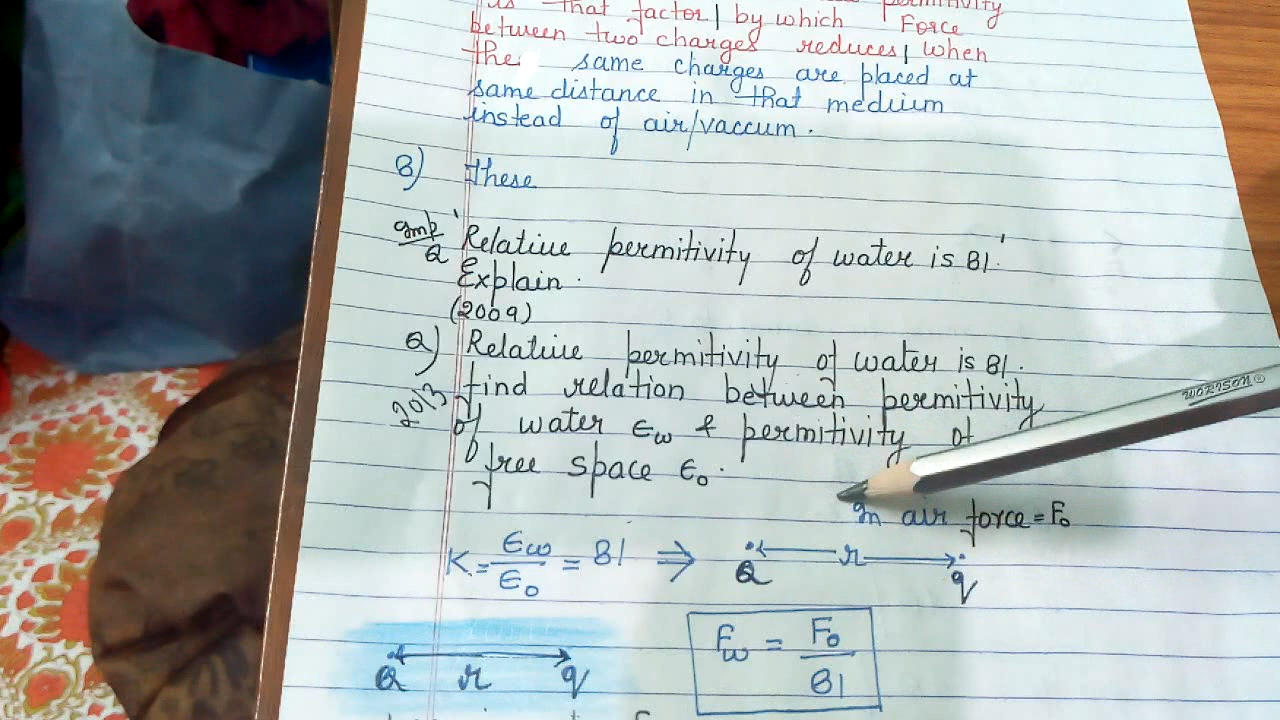 is that factor, by which Force
between two charges reduces, when
the same charges are placed at
same distance in that medium
instead of air/vaccum.
8) these
Imp Q 'Relative permitivity of water is 81'.
Explain.
(2009)
Q) Relative permitivity of water is 81.
2013 find relation between permitivity
of water ϵw & permitivity of
free space ϵ₀.
WORISON
In air force = F₀
K = ϵw/ϵ₀ = 81 ⇒ Q r q
Fw = F₀/81
Q r q